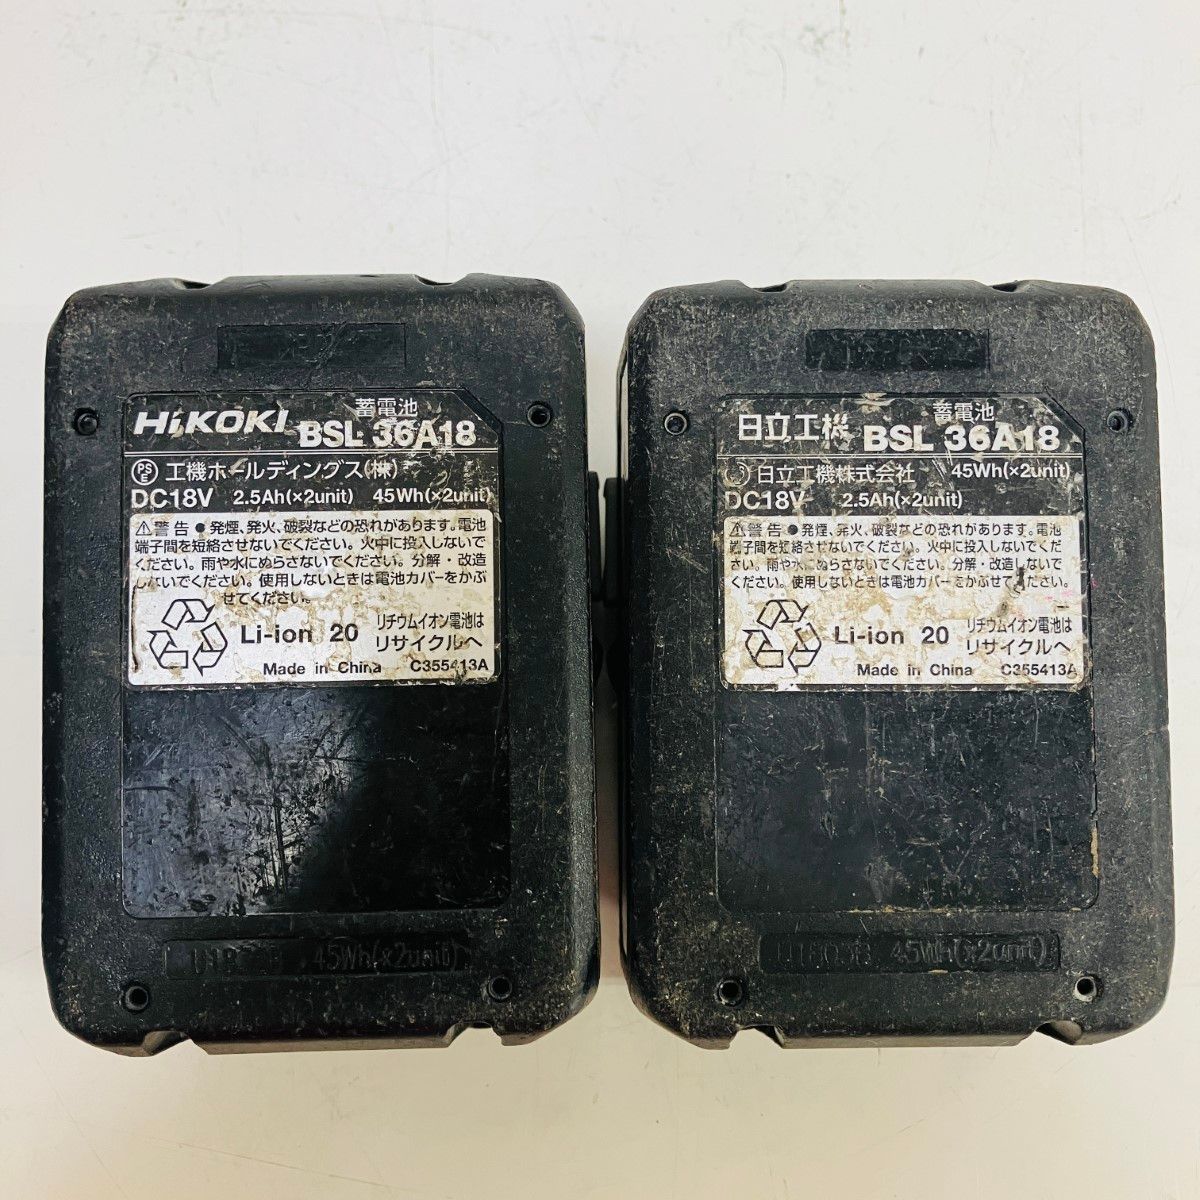 HiKOKI 蓄電池 BSL 36A18
PSE 工機ホールディングス(株)
DC18V 2.5Ah(×2unit) 45Wh(×2unit)
⚠警告 ●発煙、発火、破裂などの恐れがあります。電池
端子間を短絡させないでください。火中に投入しないで
ください。雨や水にぬらさないでください。分解・改造
しないでください。使用しないときは電池カバーをかぶ
せてください。
Li-ion 20 リチウムイオン電池は
リサイクルへ
Made in China C355413A
45Wh(×2unit)
日立工機 蓄電池 BSL 36A18
日立工機株式会社 45Wh(×2unit)
DC18V 2.5Ah(×2unit)
⚠警告 ●発煙、発火、破裂などの恐れがあります。電池
端子間を短絡させないでください。火中に投入しないでくだ
さい。雨や水にぬらさないでください。分解・改造しないで
ください。使用しないときは電池カバーをかぶせてください。
Li-ion 20 リチウムイオン電池は
リサイクルへ
Made in China C355413A
45Wh(×2unit)